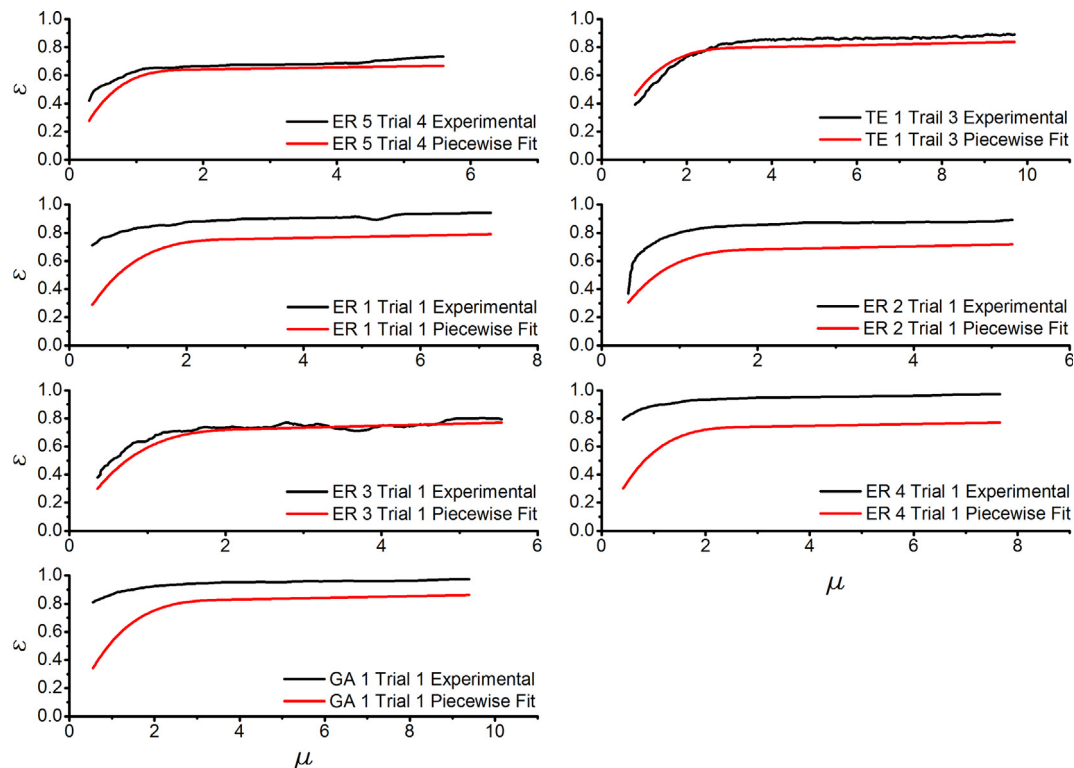 1.0
0.8
0.6
0.4
0.2
0.0
ε
0 2 4 6
ER 5 Trial 4 Experimental
ER 5 Trial 4 Piecewise Fit
1.0
0.8
0.6
0.4
0.2
0.0
0 2 4 6 8 10
TE 1 Trail 3 Experimental
TE 1 Trail 3 Piecewise Fit
1.0
0.8
0.6
0.4
0.2
0.0
ε
0 2 4 6 8
ER 1 Trial 1 Experimental
ER 1 Trial 1 Piecewise Fit
1.0
0.8
0.6
0.4
0.2
0.0
0 2 4 6
ER 2 Trial 1 Experimental
ER 2 Trial 1 Piecewise Fit
1.0
0.8
0.6
0.4
0.2
0.0
ε
0 2 4 6
ER 3 Trial 1 Experimental
ER 3 Trial 1 Piecewise Fit
1.0
0.8
0.6
0.4
0.2
0.0
0 2 4 6 8
ER 4 Trial 1 Experimental
ER 4 Trial 1 Piecewise Fit
μ
1.0
0.8
0.6
0.4
0.2
0.0
ε
0 2 4 6 8 10
GA 1 Trial 1 Experimental
GA 1 Trial 1 Piecewise Fit
μ